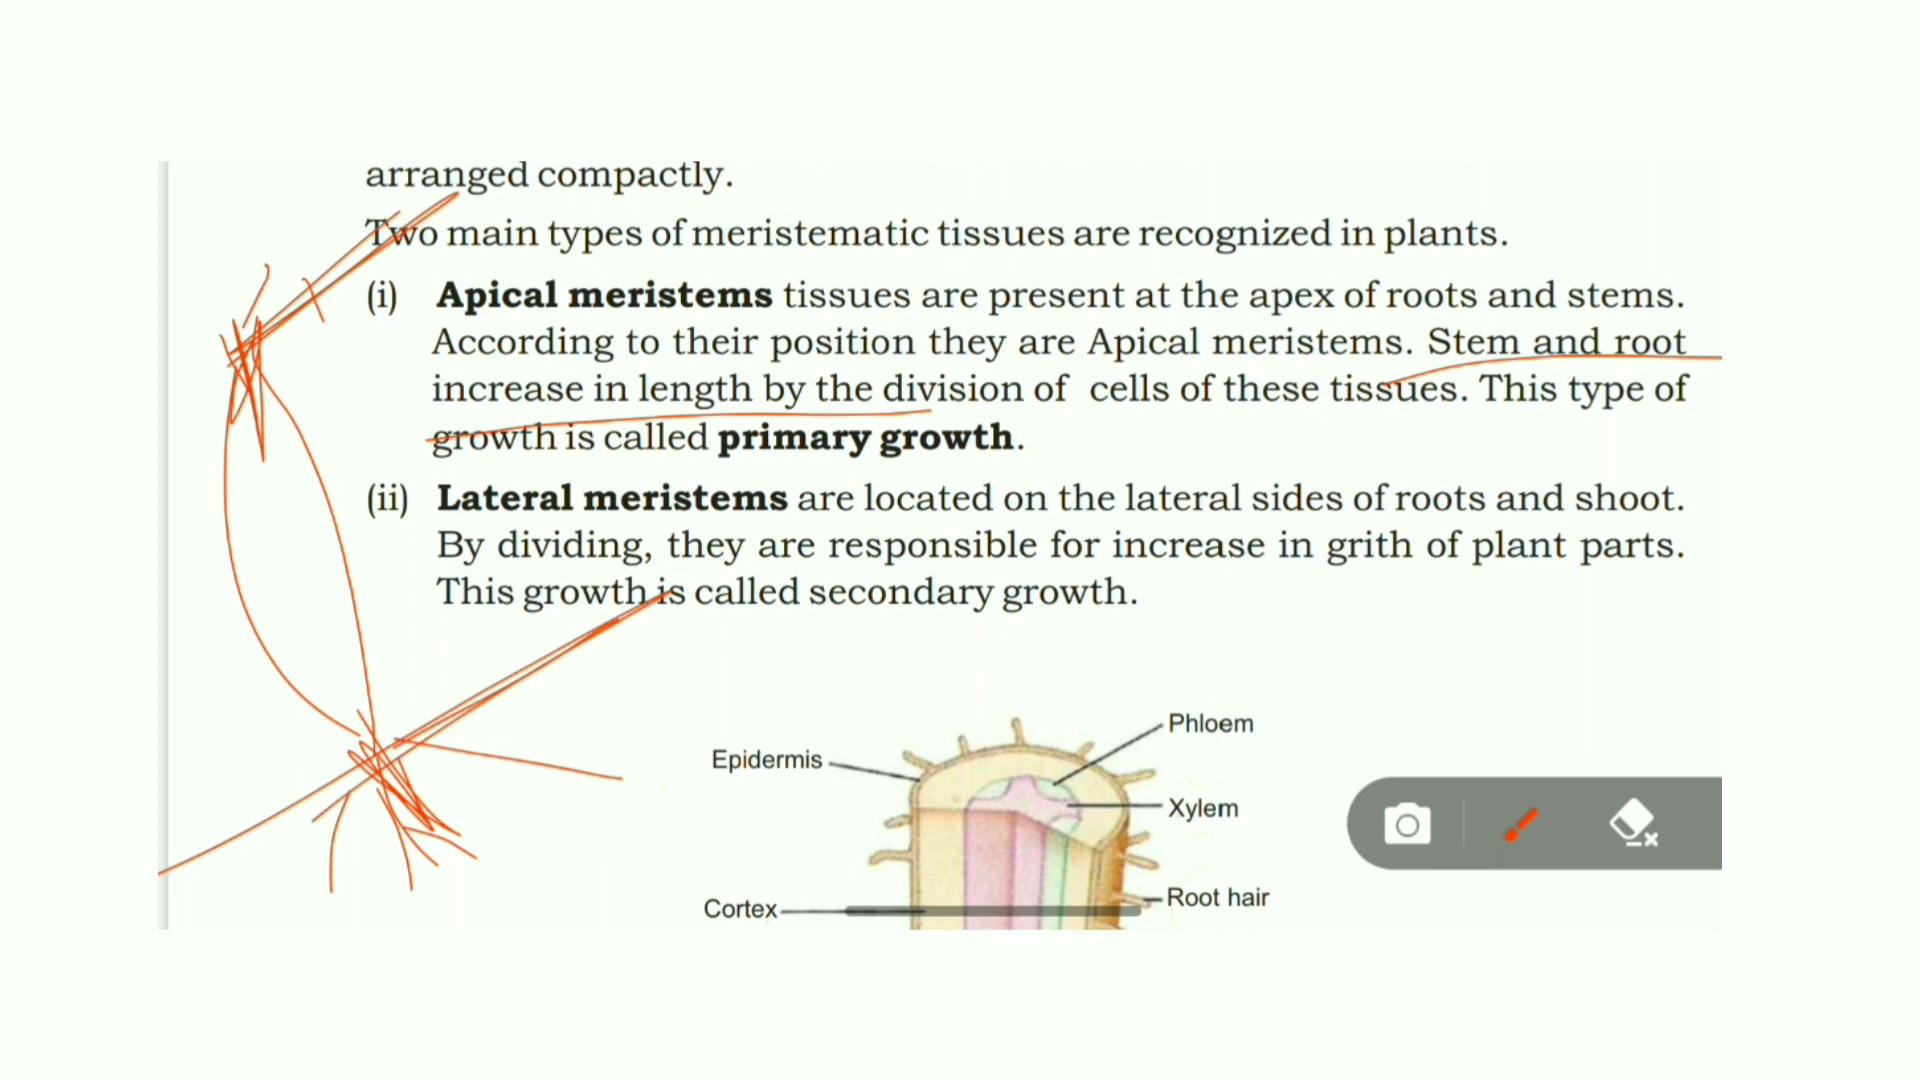 arranged compactly.
Two main types of meristematic tissues are recognized in plants.
(i) Apical meristems tissues are present at the apex of roots and stems.
According to their position they are Apical meristems. Stem and root
increase in length by the division of cells of these tissues. This type of
growth is called primary growth.
(ii) Lateral meristems are located on the lateral sides of roots and shoot.
By dividing, they are responsible for increase in grith of plant parts.
This growth is called secondary growth.
Phloem
Epidermis
Xylem
Root hair
Cortex